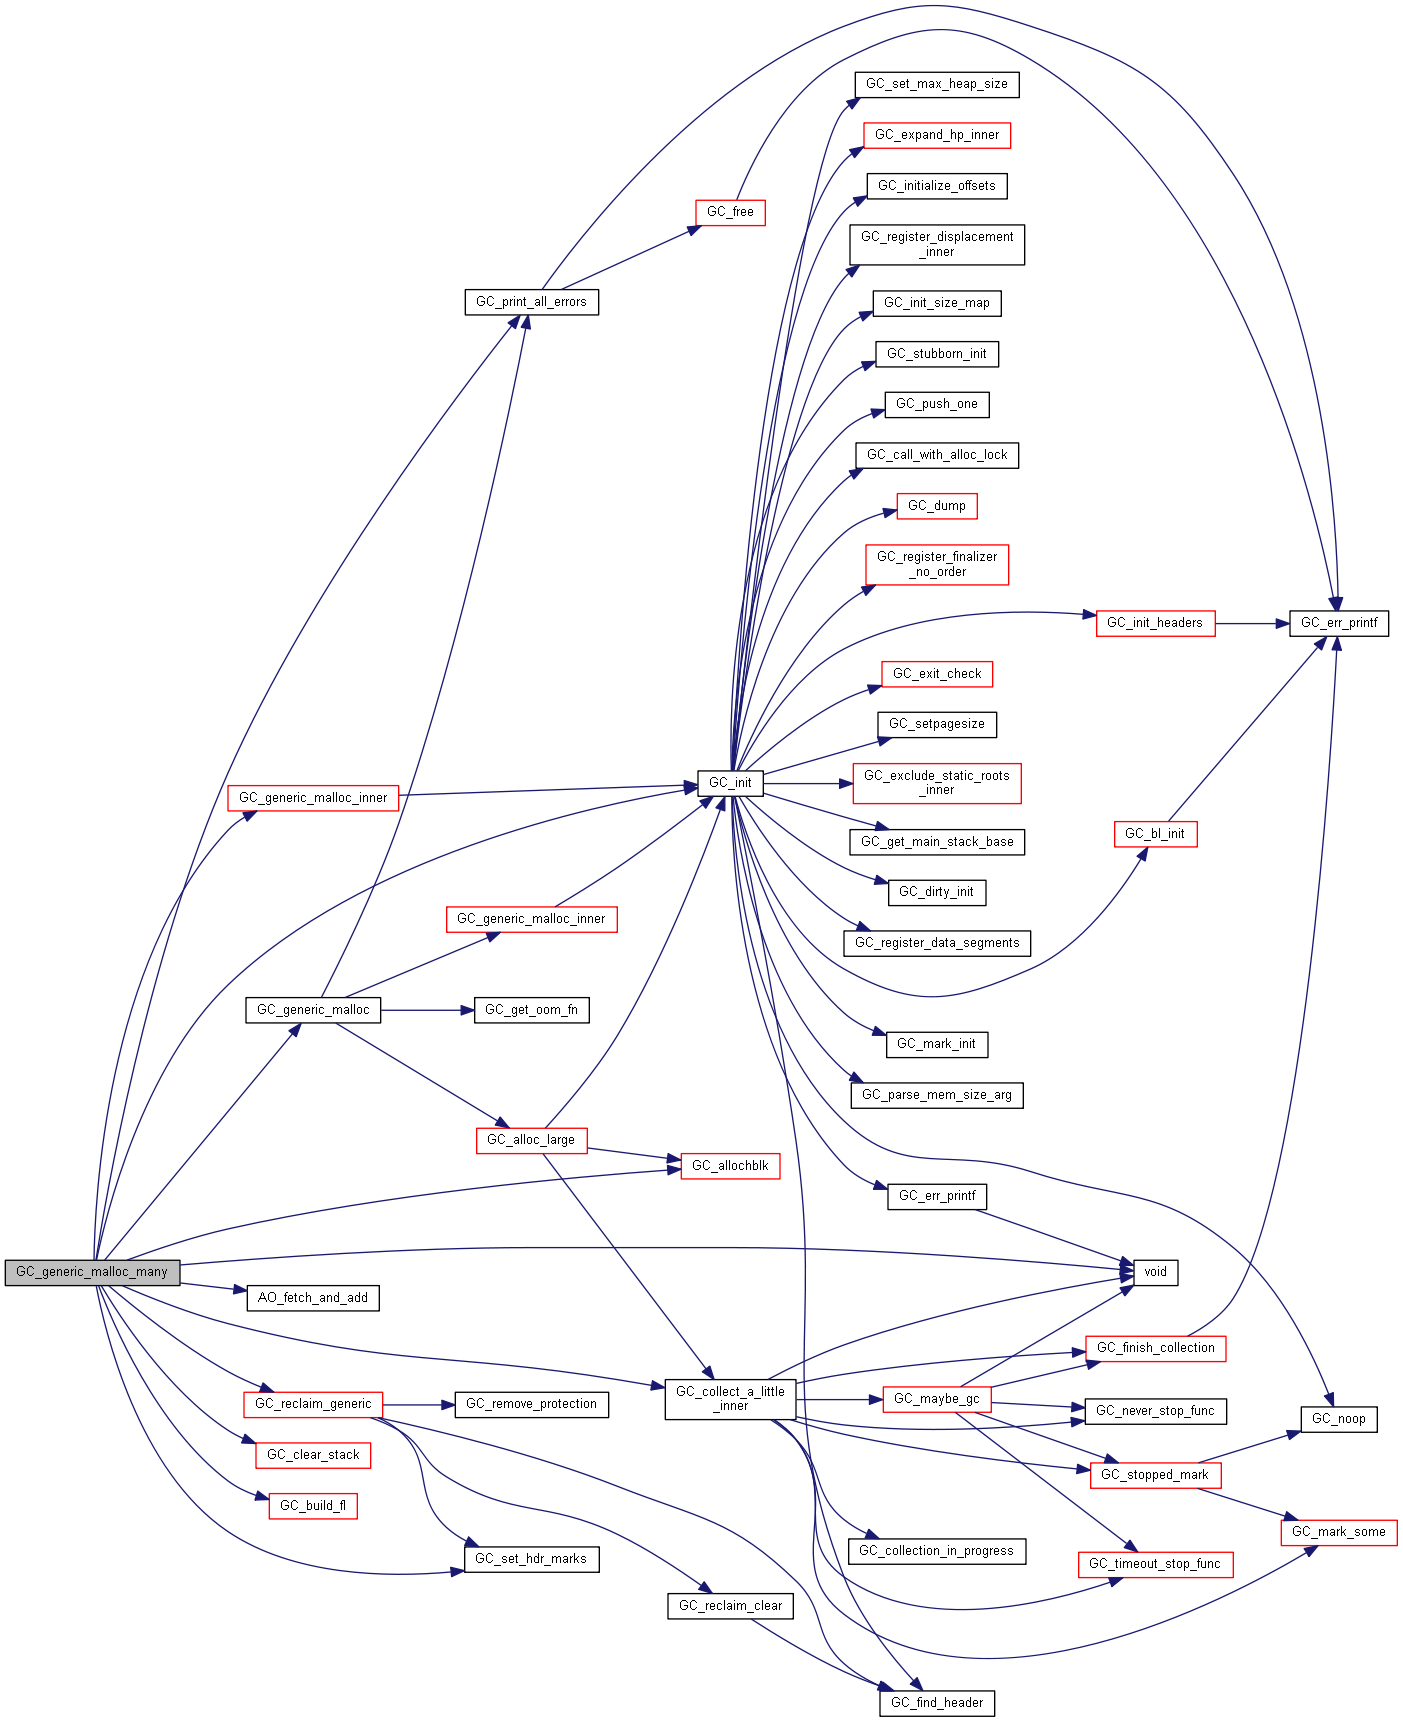 GC_set_max_heap_size
GC_expand_hp_inner
GC_initialize_offsets
GC_free
GC_register_displacement
_inner
GC_print_all_errors
GC_init_size_map
GC_stubborn_init
GC_push_one
GC_call_with_alloc_lock
GC_dump
GC_register_finalizer
_no_order
GC_init_headers
GC_err_printf
GC_exit_check
GC_setpagesize
GC_generic_malloc_inner
GC_init
GC_exclude_static_roots
_inner
GC_bl_init
GC_get_main_stack_base
GC_dirty_init
GC_generic_malloc_inner
GC_register_data_segments
GC_generic_malloc
GC_get_oom_fn
GC_mark_init
GC_parse_mem_size_arg
GC_alloc_large
GC_allochblk
GC_err_printf
GC_generic_malloc_many
void
AO_fetch_and_add
GC_finish_collection
GC_reclaim_generic
GC_remove_protection
GC_collect_a_little
_inner
GC_maybe_gc
GC_never_stop_func
GC_noop
GC_clear_stack
GC_stopped_mark
GC_build_fl
GC_mark_some
GC_set_hdr_marks
GC_collection_in_progress
GC_timeout_stop_func
GC_reclaim_clear
GC_find_header